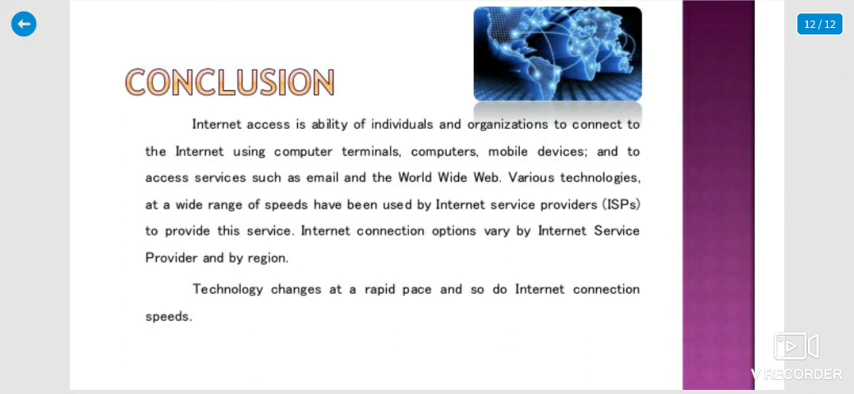 12 / 12
CONCLUSION
Internet access is ability of individuals and organizations to connect to
the Internet using computer terminals, computers, mobile devices; and to
access services such as email and the World Wide Web. Various technologies,
at a wide range of speeds have been used by Internet service providers (ISPs)
to provide this service. Internet connection options vary by Internet Service
Provider and by region.
Technology changes at a rapid pace and so do Internet connection
speeds.
V RECORDER